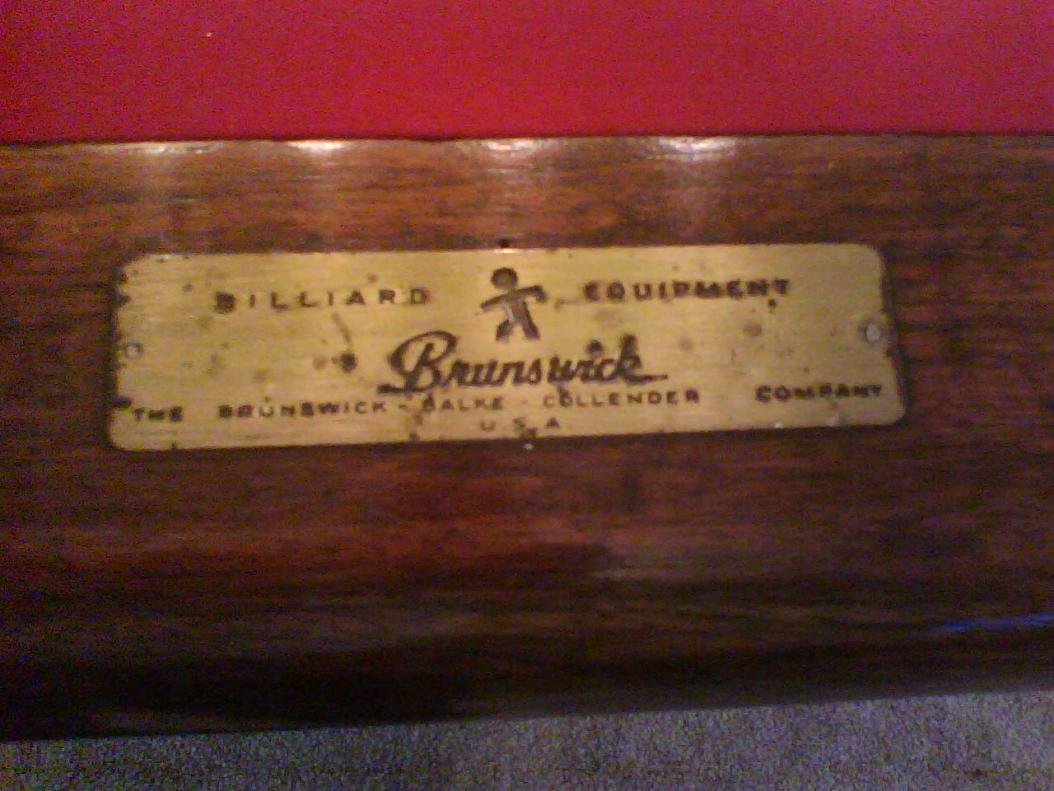 BILLIARD EQUIPMENT
Brunswick
THE BRUNSWICK - BALKE - COLLENDER COMPANY
U.S.A